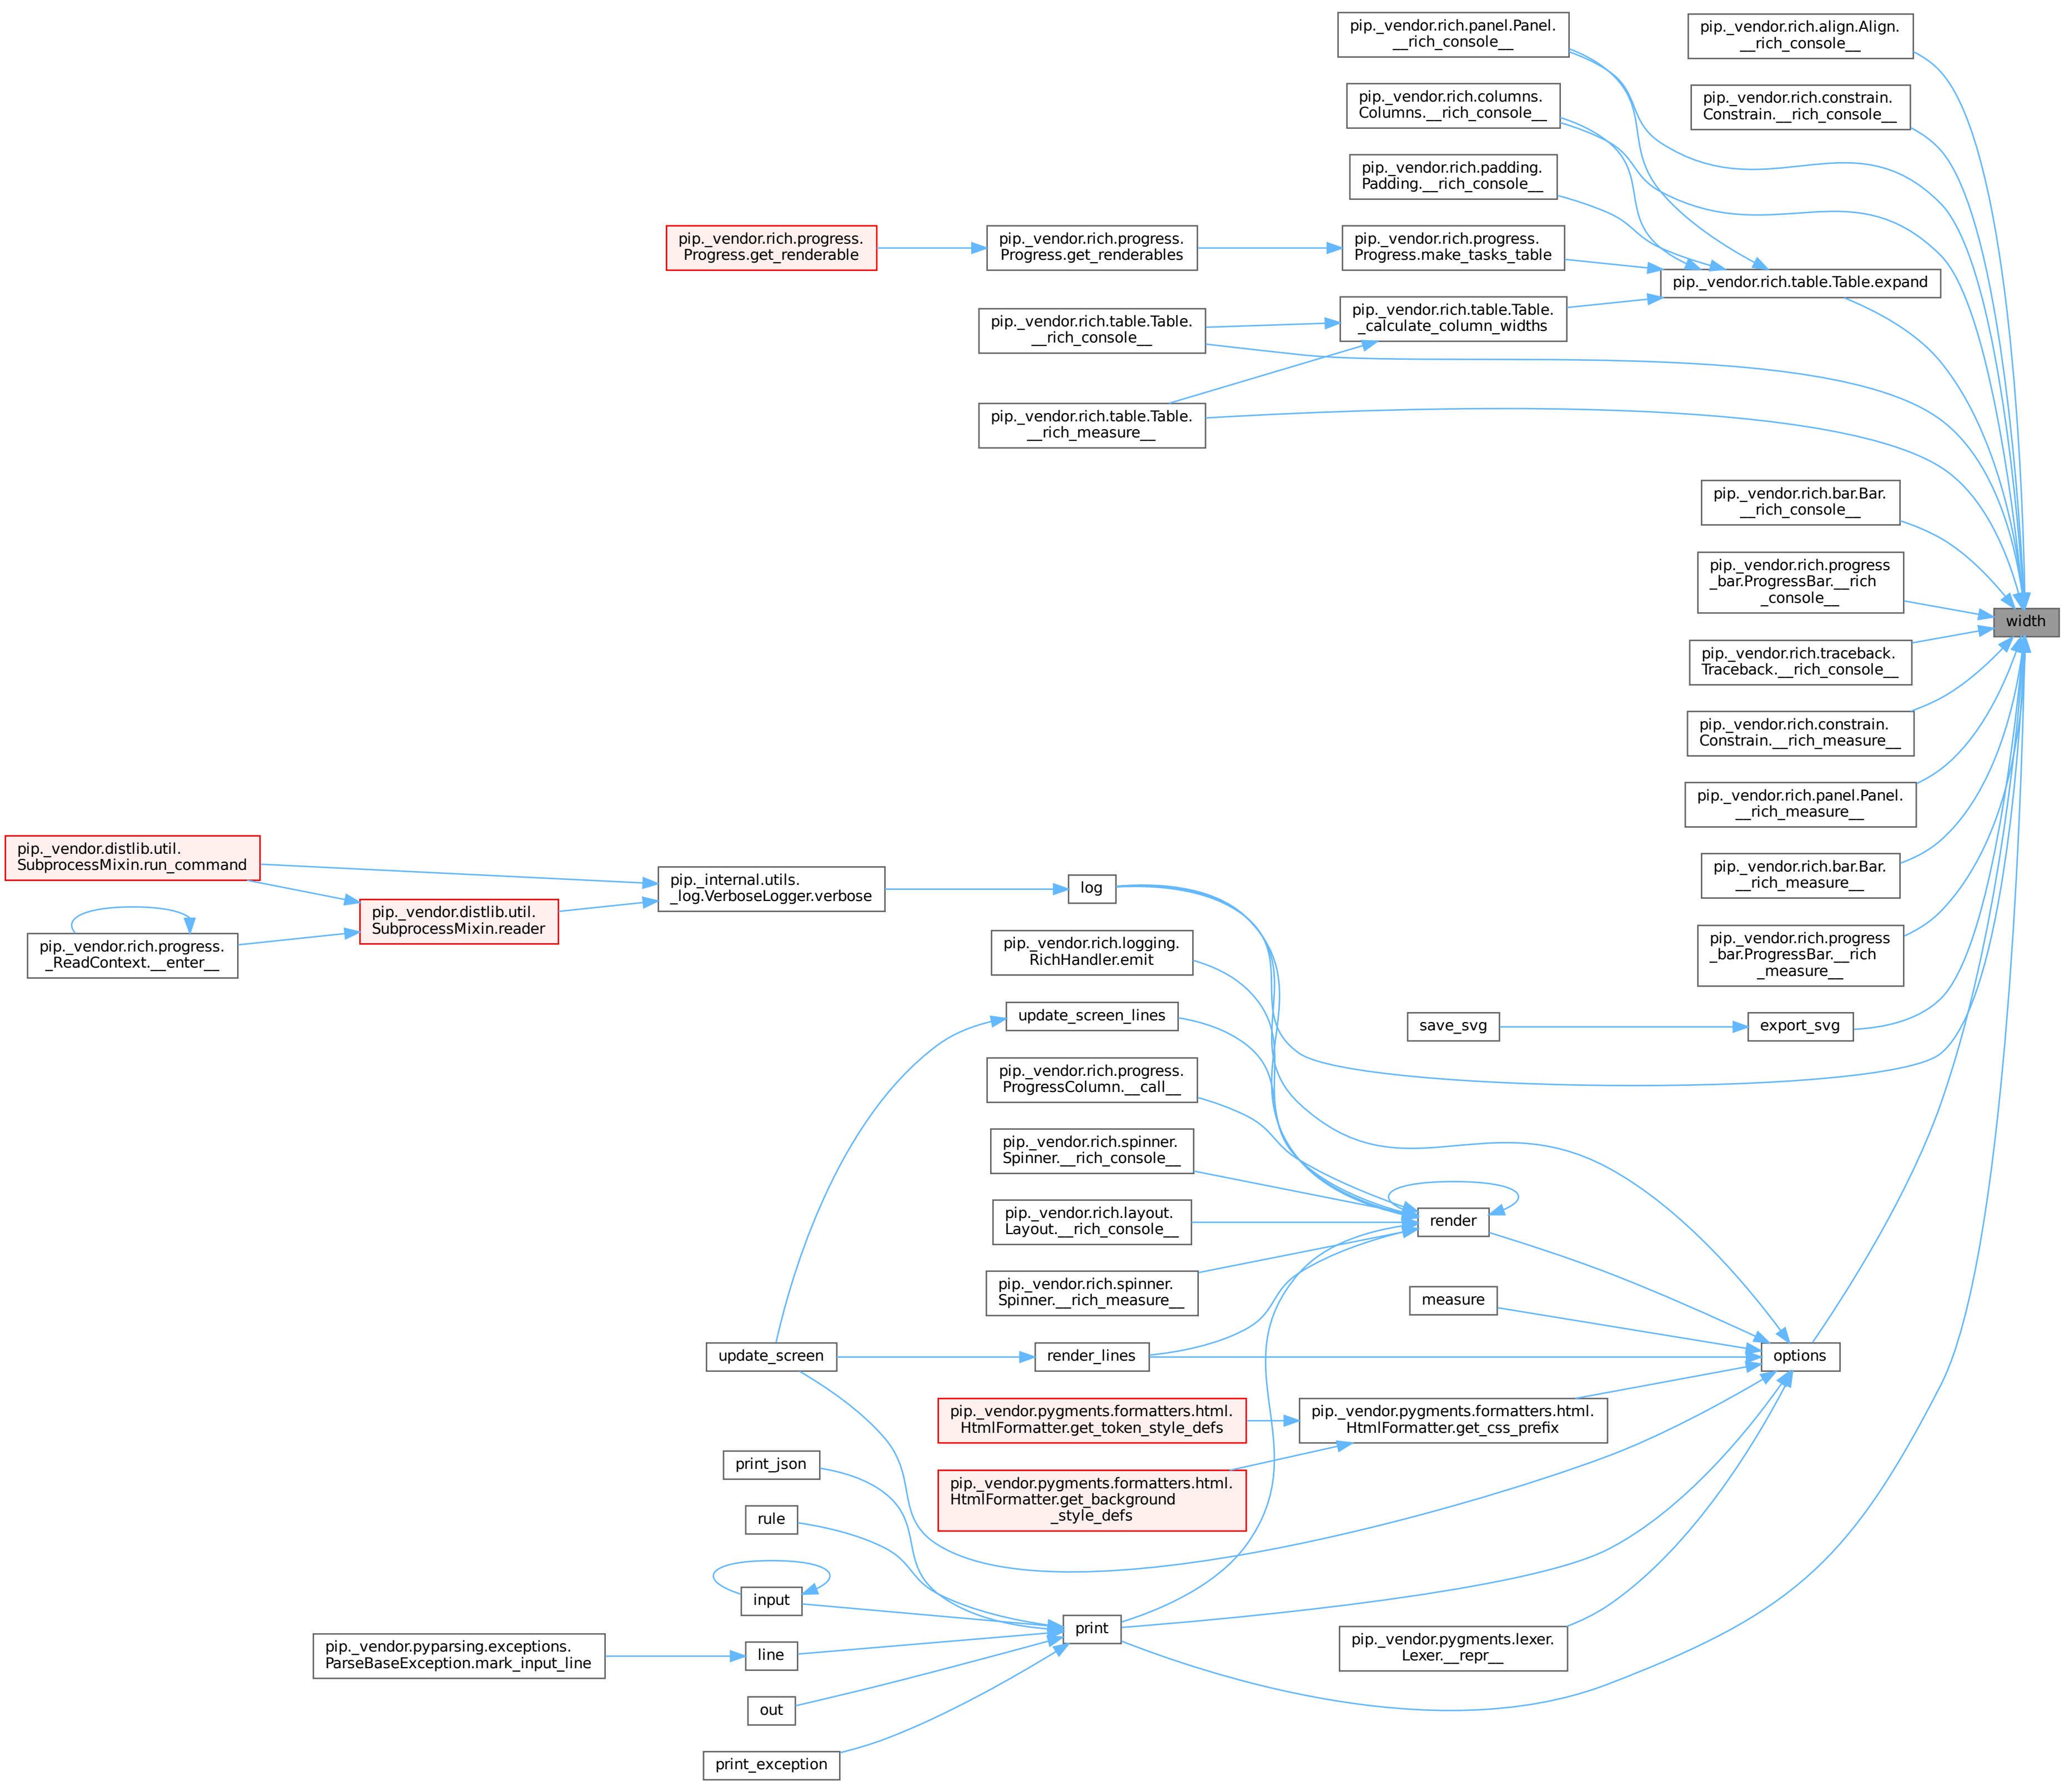 pip._vendor.rich.panel.Panel.
__rich_console__
pip._vendor.rich.align.Align.
__rich_console__
pip._vendor.rich.columns.
Columns.__rich_console__
pip._vendor.rich.constrain.
Constrain.__rich_console__
pip._vendor.rich.padding.
Padding.__rich_console__
pip._vendor.rich.progress.
Progress.get_renderable
pip._vendor.rich.progress.
Progress.get_renderables
pip._vendor.rich.progress.
Progress.make_tasks_table
pip._vendor.rich.table.Table.expand
pip._vendor.rich.table.Table.
__rich_console__
pip._vendor.rich.table.Table.
_calculate_column_widths
pip._vendor.rich.table.Table.
__rich_measure__
pip._vendor.rich.bar.Bar.
__rich_console__
pip._vendor.rich.progress
_bar.ProgressBar.__rich
_console__
width
pip._vendor.rich.traceback.
Traceback.__rich_console__
pip._vendor.rich.constrain.
Constrain.__rich_measure__
pip._vendor.rich.panel.Panel.
__rich_measure__
pip._vendor.rich.bar.Bar.
__rich_measure__
pip._vendor.distlib.util.
SubprocessMixin.run_command
pip._internal.utils.
_log.VerboseLogger.verbose
log
pip._vendor.distlib.util.
SubprocessMixin.reader
pip._vendor.rich.progress.
_ReadContext.__enter__
pip._vendor.rich.logging.
RichHandler.emit
pip._vendor.rich.progress
_bar.ProgressBar.__rich
_measure__
update_screen_lines
save_svg
export_svg
pip._vendor.rich.progress.
ProgressColumn.__call__
pip._vendor.rich.spinner.
Spinner.__rich_console__
pip._vendor.rich.layout.
Layout.__rich_console__
render
pip._vendor.rich.spinner.
Spinner.__rich_measure__
measure
update_screen
render_lines
options
pip._vendor.pygments.formatters.html.
HtmlFormatter.get_token_style_defs
pip._vendor.pygments.formatters.html.
HtmlFormatter.get_css_prefix
print_json
pip._vendor.pygments.formatters.html.
HtmlFormatter.get_background
_style_defs
rule
input
print
pip._vendor.pyparsing.exceptions.
ParseBaseException.mark_input_line
line
pip._vendor.pygments.lexer.
Lexer.__repr__
out
print_exception